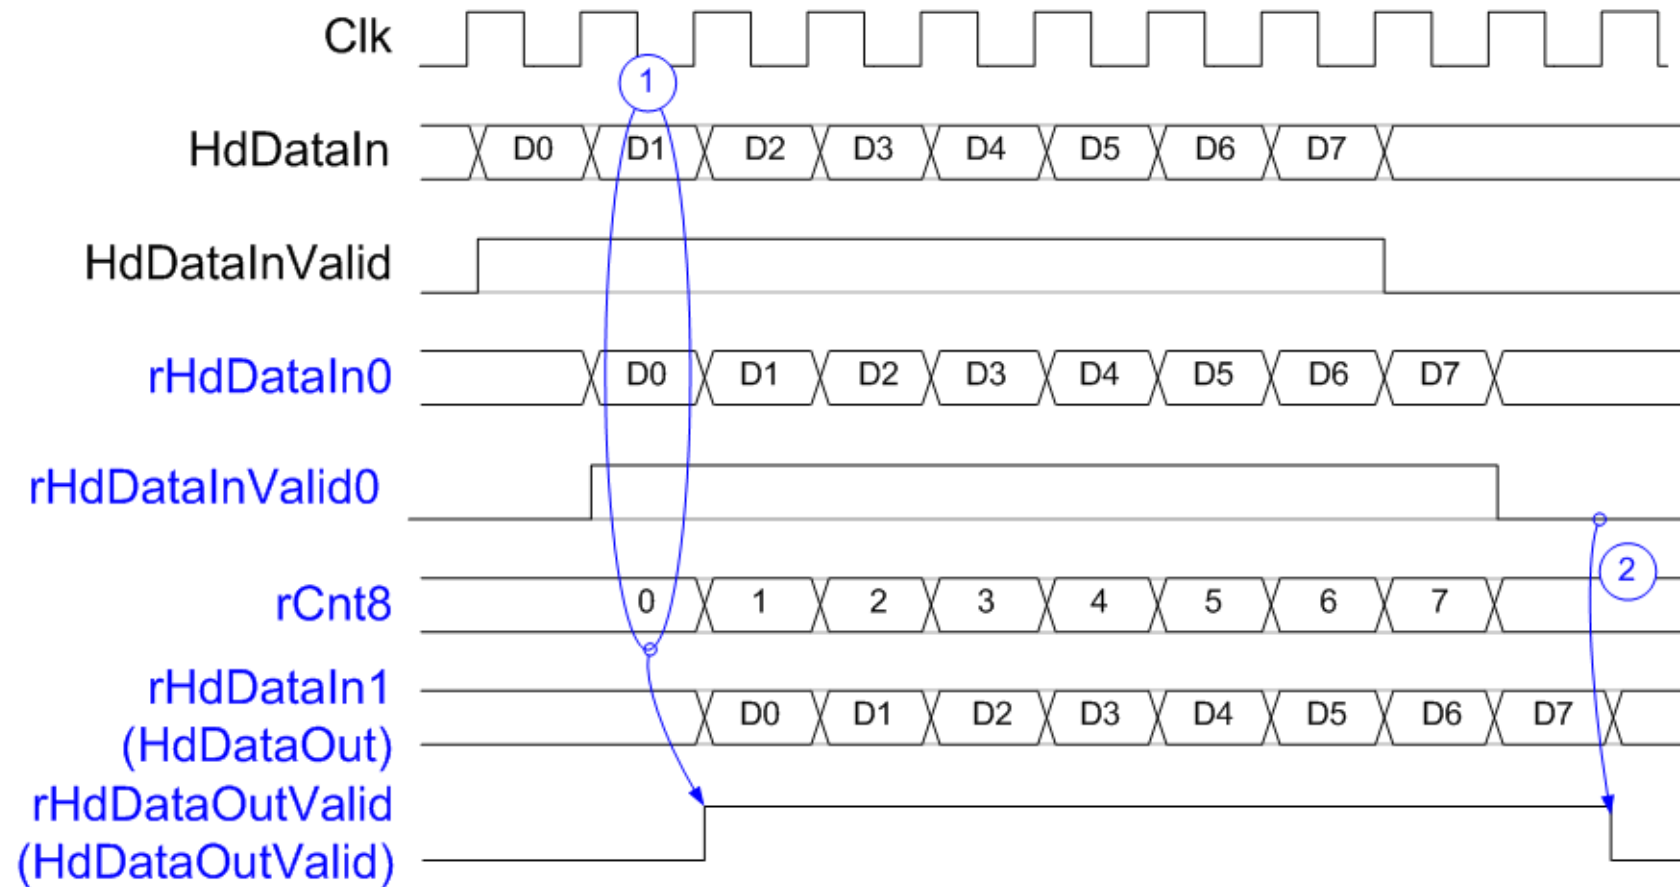 Clk
1
HdDataIn D0 D1 D2 D3 D4 D5 D6 D7
HdDataInValid
rHdDataIn0 D0 D1 D2 D3 D4 D5 D6 D7
rHdDataInValid0
2
rCnt8 0 1 2 3 4 5 6 7
rHdDataIn1
(HdDataOut) D0 D1 D2 D3 D4 D5 D6 D7
rHdDataOutValid
(HdDataOutValid)